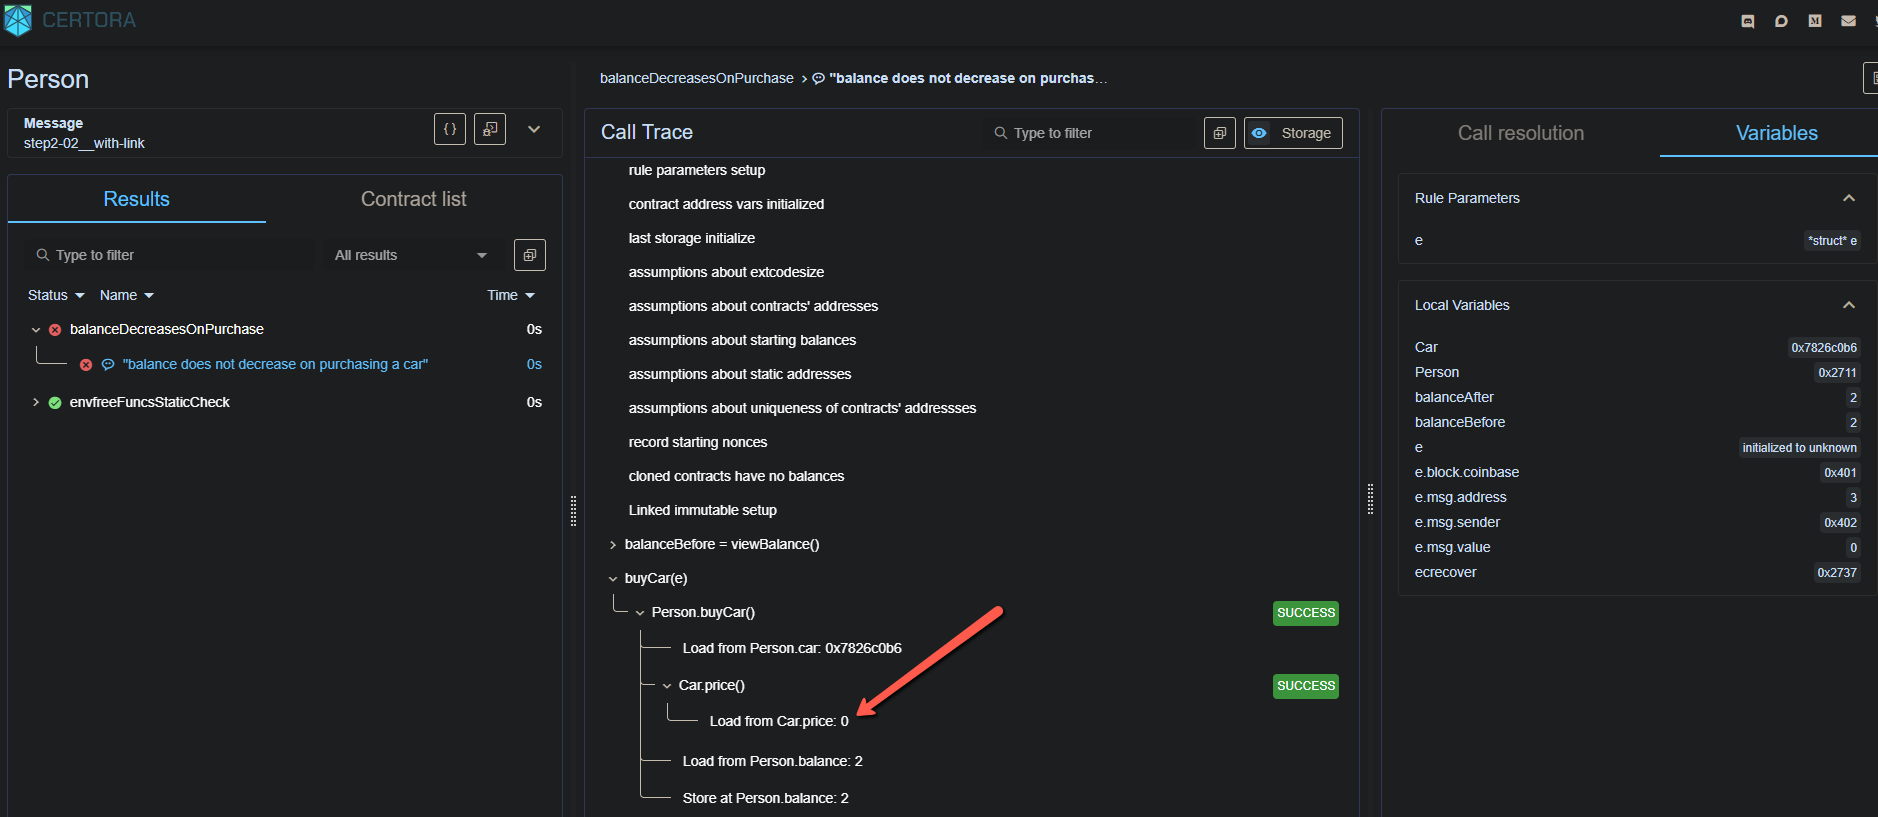 CERTORA
Person
Message
step2-02__with-link
{ }
Results
Contract list
Type to filter
All results
Status
Name
Time
balanceDecreasesOnPurchase
0s
"balance does not decrease on purchasing a car"
0s
envfreeFuncsStaticCheck
0s
balanceDecreasesOnPurchase > "balance does not decrease on purchas…
Call Trace
Type to filter
Storage
rule parameters setup
contract address vars initialized
last storage initialize
assumptions about extcodesize
assumptions about contracts' addresses
assumptions about starting balances
assumptions about static addresses
assumptions about uniqueness of contracts' addressses
record starting nonces
cloned contracts have no balances
Linked immutable setup
balanceBefore = viewBalance()
buyCar(e)
Person.buyCar()
SUCCESS
Load from Person.car: 0x7826c0b6
Car.price()
SUCCESS
Load from Car.price: 0
Load from Person.balance: 2
Store at Person.balance: 2
Call resolution
Variables
Rule Parameters
e
*struct* e
Local Variables
Car
0x7826c0b6
Person
0x2711
balanceAfter
2
balanceBefore
2
e
initialized to unknown
e.block.coinbase
0x401
e.msg.address
3
e.msg.sender
0x402
e.msg.value
0
ecrecover
0x2737